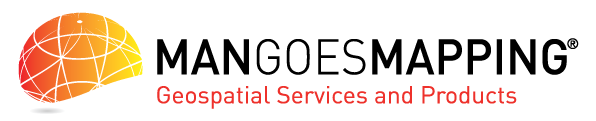 MANGOESMAPPING®
Geospatial Services and Products